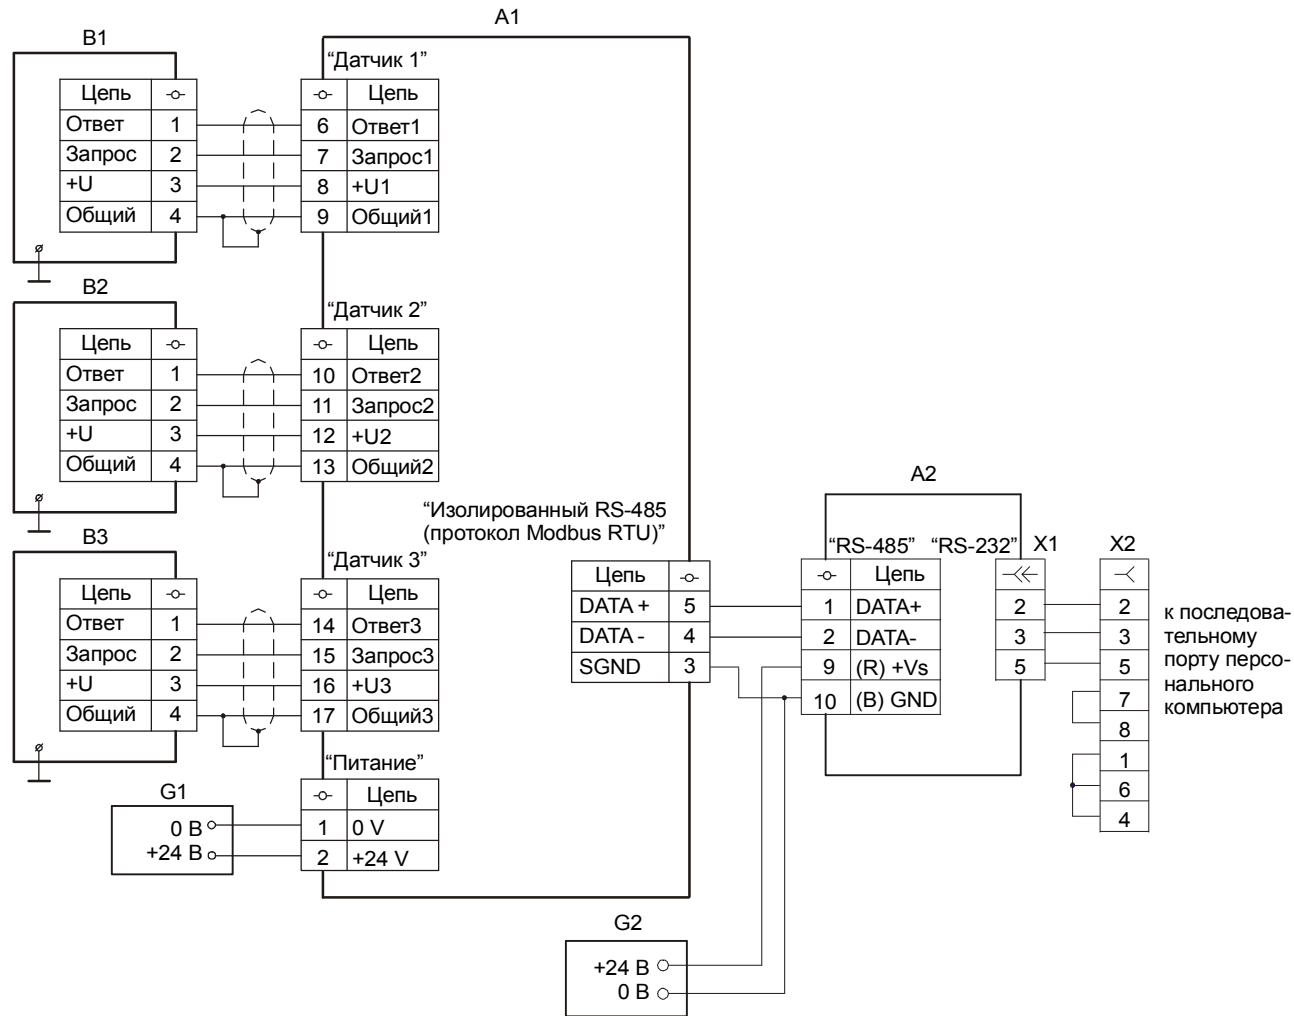 A1
B1
“Датчик 1”
Цепь
Цепь
Ответ 1
6 Ответ1
Запрос 2
7 Запрос1
+U 3
8 +U1
Общий 4
9 Общий1
B2
“Датчик 2”
Цепь
Цепь
Ответ 1
10 Ответ2
Запрос 2
11 Запрос2
+U 3
12 +U2
Общий 4
13 Общий2
B3
“Датчик 3”
Цепь
Цепь
Ответ 1
14 Ответ3
Запрос 2
15 Запрос3
+U 3
16 +U3
Общий 4
17 Общий3
“Питание”
Цепь
1 0 V
2 +24 V
G1
0 В
+24 В
“Изолированный RS-485
(протокол Modbus RTU)”
Цепь
DATA + 5
DATA - 4
SGND 3
A2
“RS-485” “RS-232” X1
Цепь
1 DATA+
2 DATA-
9 (R) +Vs
10 (B) GND
2
3
5
X2
2
3
5
7
8
1
6
4
к последова-
тельному
порту персо-
нального
компьютера
G2
+24 В
0 В